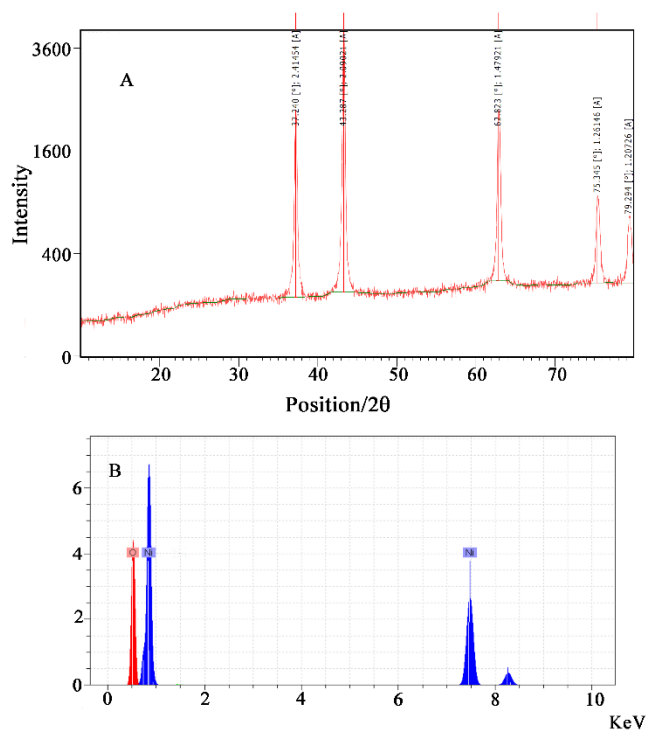 A
Intensity
3600
1600
400
0
37.240 [°]; 2.41454 [A]
43.287 [°]; 2.09021 [A]
62.823 [°]; 1.47921 [A]
75.345 [°]; 1.26146 [A]
79.294 [°]; 1.20726 [A]
20
30
40
50
60
70
Position/2θ
B
6
4
2
0
O
Ni
Ni
0
2
4
6
8
10
KeV